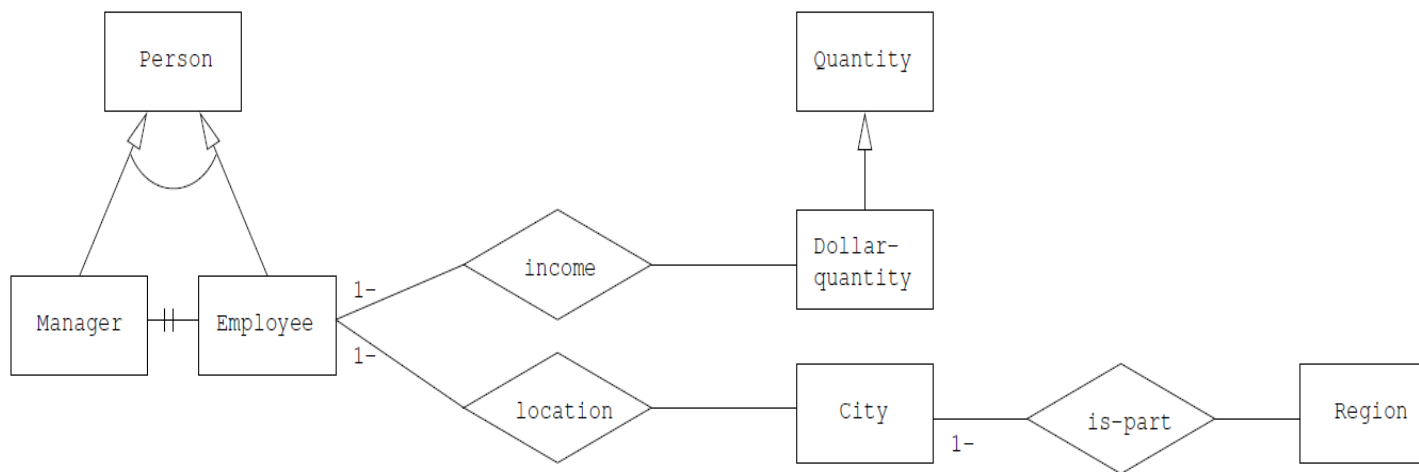 Person
Quantity
Dollar-
quantity
income
1-
Manager
Employee
1-
location
City
1-
is-part
Region